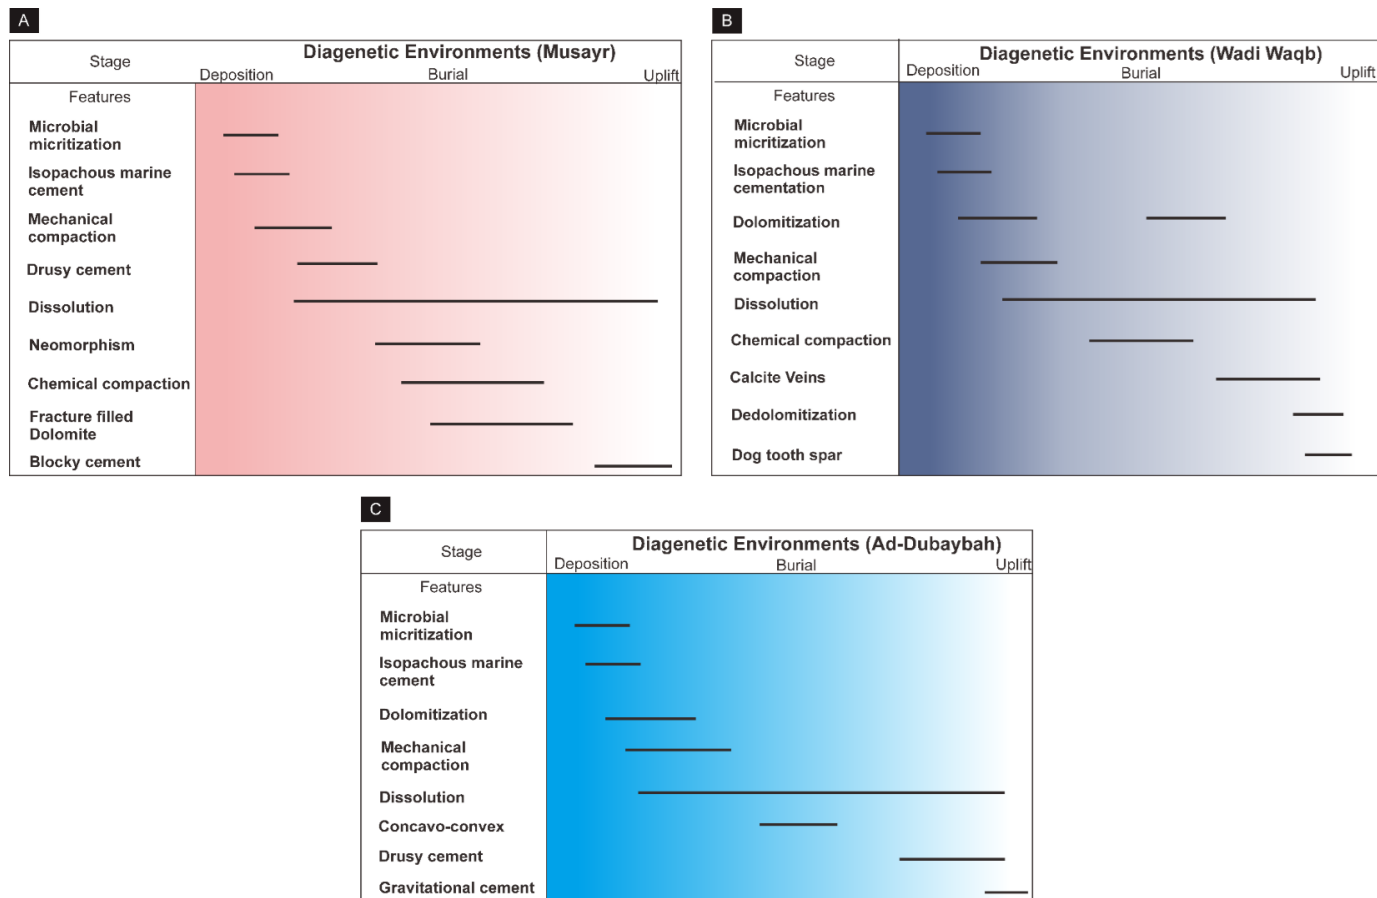 A
Stage
Diagenetic Environments (Musayr)
Deposition
Burial
Uplift
Features
Microbial
micritization
Isopachous marine
cement
Mechanical
compaction
Drusy cement
Dissolution
Neomorphism
Chemical compaction
Fracture filled
Dolomite
Blocky cement
B
Stage
Diagenetic Environments (Wadi Waqb)
Deposition
Burial
Uplift
Features
Microbial
micritization
Isopachous marine
cementation
Dolomitization
Mechanical
compaction
Dissolution
Chemical compaction
Calcite Veins
Dedolomitization
Dog tooth spar
C
Stage
Diagenetic Environments (Ad-Dubaybah)
Deposition
Burial
Uplift
Features
Microbial
micritization
Isopachous marine
cement
Dolomitization
Mechanical
compaction
Dissolution
Concavo-convex
Drusy cement
Gravitational cement